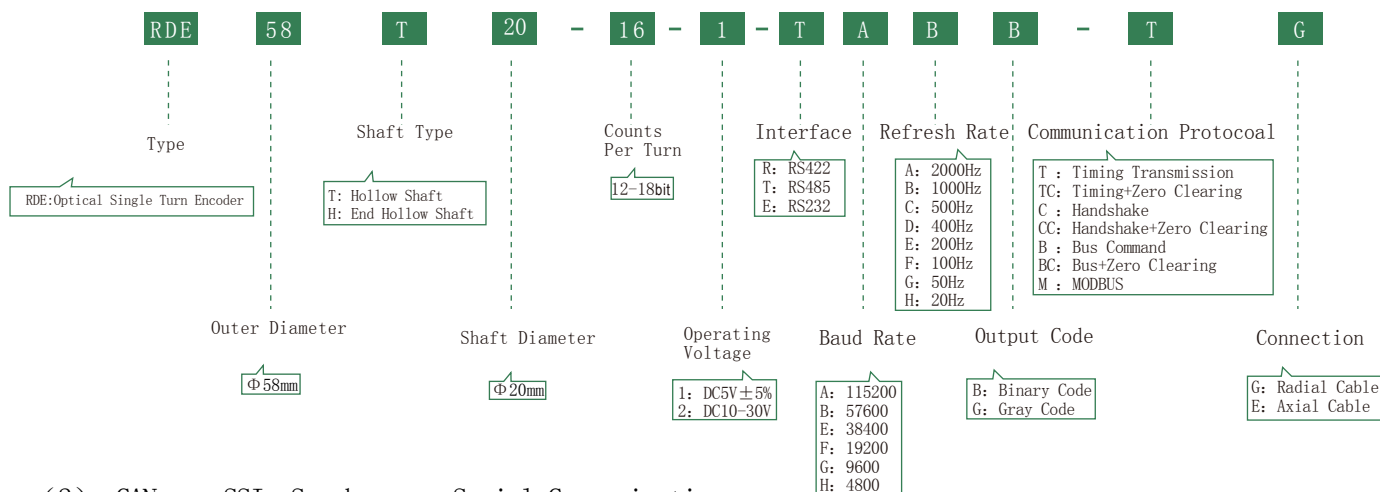 RDE 58 T 20 - 16 - 1 - T A B B - T G
Type
RDE:Optical Single Turn Encoder
Outer Diameter
Φ58mm
Shaft Type
T: Hollow Shaft
H: End Hollow Shaft
Shaft Diameter
Φ20mm
Counts
Per Turn
12-18bit
Operating
Voltage
1: DC5V±5%
2: DC10-30V
Interface
R: RS422
T: RS485
E: RS232
Baud Rate
A: 115200
B: 57600
E: 38400
F: 19200
G: 9600
H: 4800
Refresh Rate
A: 2000Hz
B: 1000Hz
C: 500Hz
D: 400Hz
E: 200Hz
F: 100Hz
G: 50Hz
H: 20Hz
Output Code
B: Binary Code
G: Gray Code
Communication Protocoal
T : Timing Transmission
TC: Timing+Zero Clearing
C : Handshake
CC: Handshake+Zero Clearing
B : Bus Command
BC: Bus+Zero Clearing
M : MODBUS
Connection
G: Radial Cable
E: Axial Cable